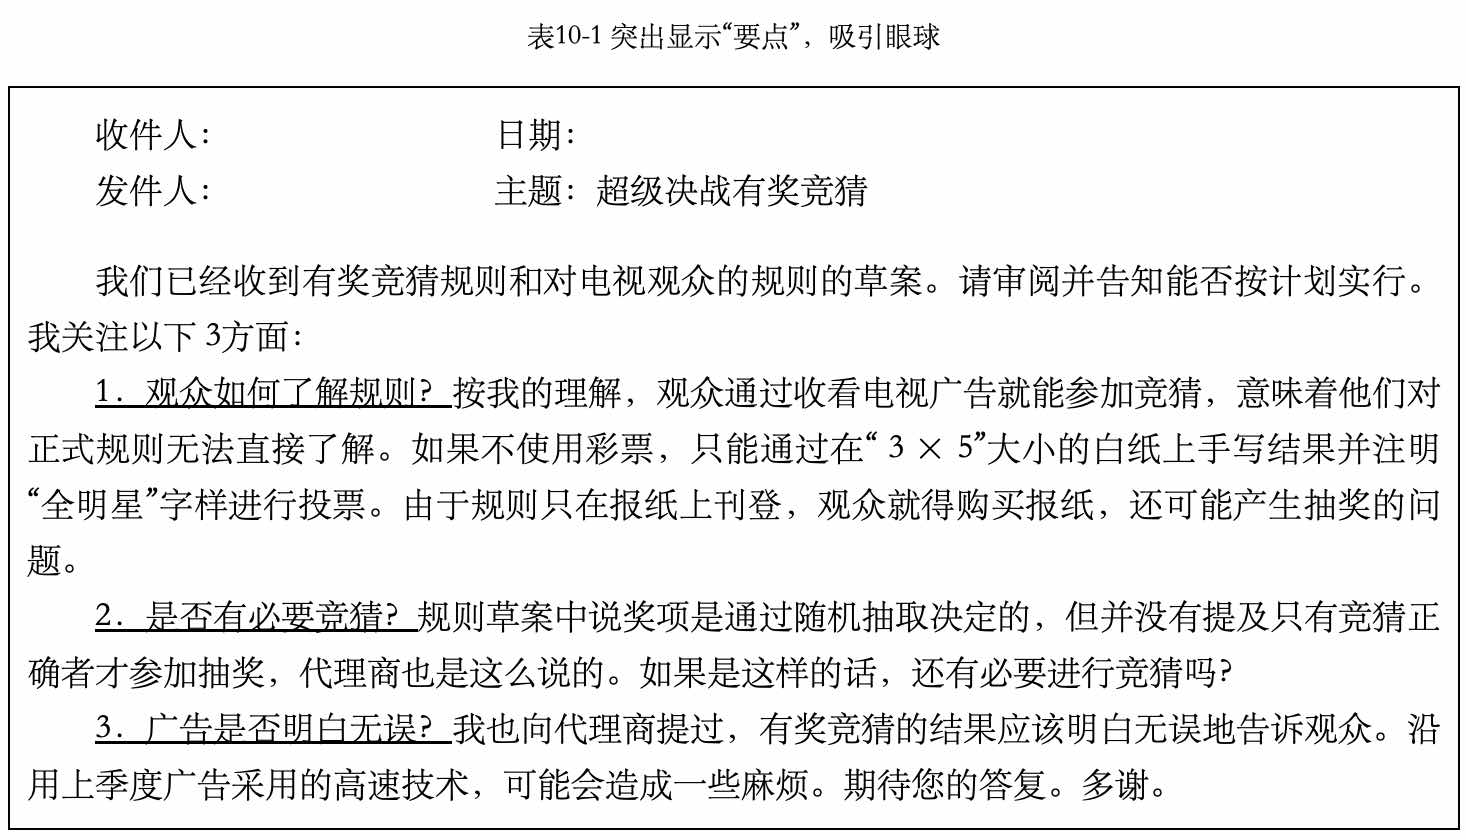 表10-1 突出显示“要点”，吸引眼球
收件人： 日期：
发件人： 主题：超级决战有奖竞猜
我们已经收到有奖竞猜规则和对电视观众的规则的草案。请审阅并告知能否按计划实行。
我关注以下 3方面：
1．观众如何了解规则？按我的理解，观众通过收看电视广告就能参加竞猜，意味着他们对
正式规则无法直接了解。如果不使用彩票，只能通过在“ 3 × 5”大小的白纸上手写结果并注明
“全明星”字样进行投票。由于规则只在报纸上刊登，观众就得购买报纸，还可能产生抽奖的问
题。
2．是否有必要竞猜？规则草案中说奖项是通过随机抽取决定的，但并没有提及只有竞猜正
确者才参加抽奖，代理商也是这么说的。如果是这样的话，还有必要进行竞猜吗？
3．广告是否明白无误？我也向代理商提过，有奖竞猜的结果应该明白无误地告诉观众。沿
用上季度广告采用的高速技术，可能会造成一些麻烦。期待您的答复。多谢。